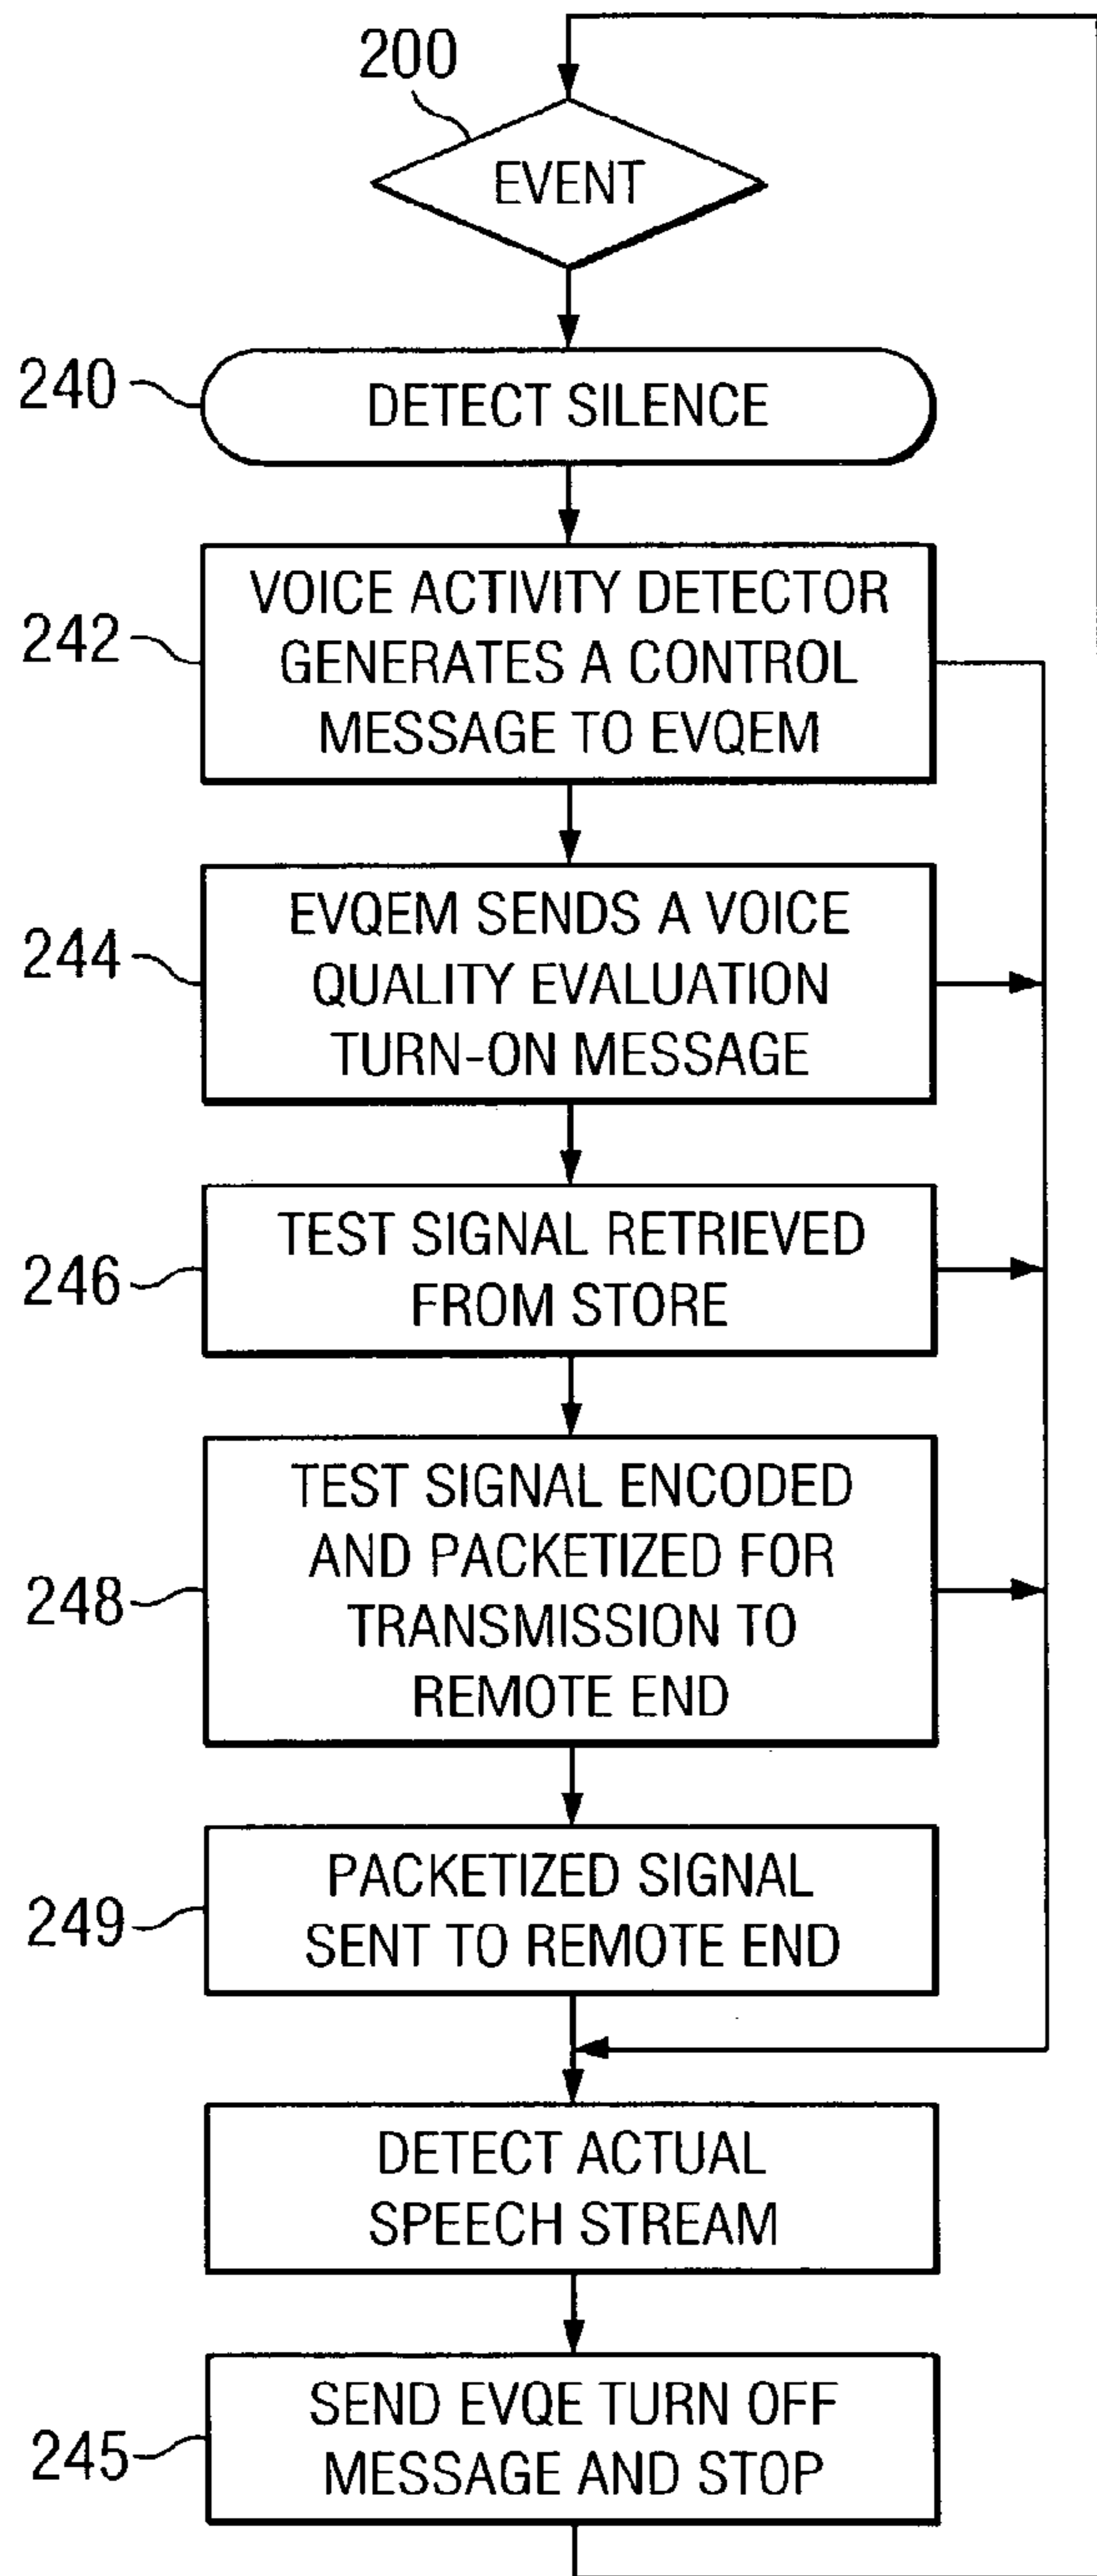 200
EVENT
240
DETECT SILENCE
242
VOICE ACTIVITY DETECTOR
GENERATES A CONTROL
MESSAGE TO EVQEM
244
EVQEM SENDS A VOICE
QUALITY EVALUATION
TURN-ON MESSAGE
246
TEST SIGNAL RETRIEVED
FROM STORE
248
TEST SIGNAL ENCODED
AND PACKETIZED FOR
TRANSMISSION TO
REMOTE END
249
PACKETIZED SIGNAL
SENT TO REMOTE END
DETECT ACTUAL
SPEECH STREAM
245
SEND EVQE TURN OFF
MESSAGE AND STOP